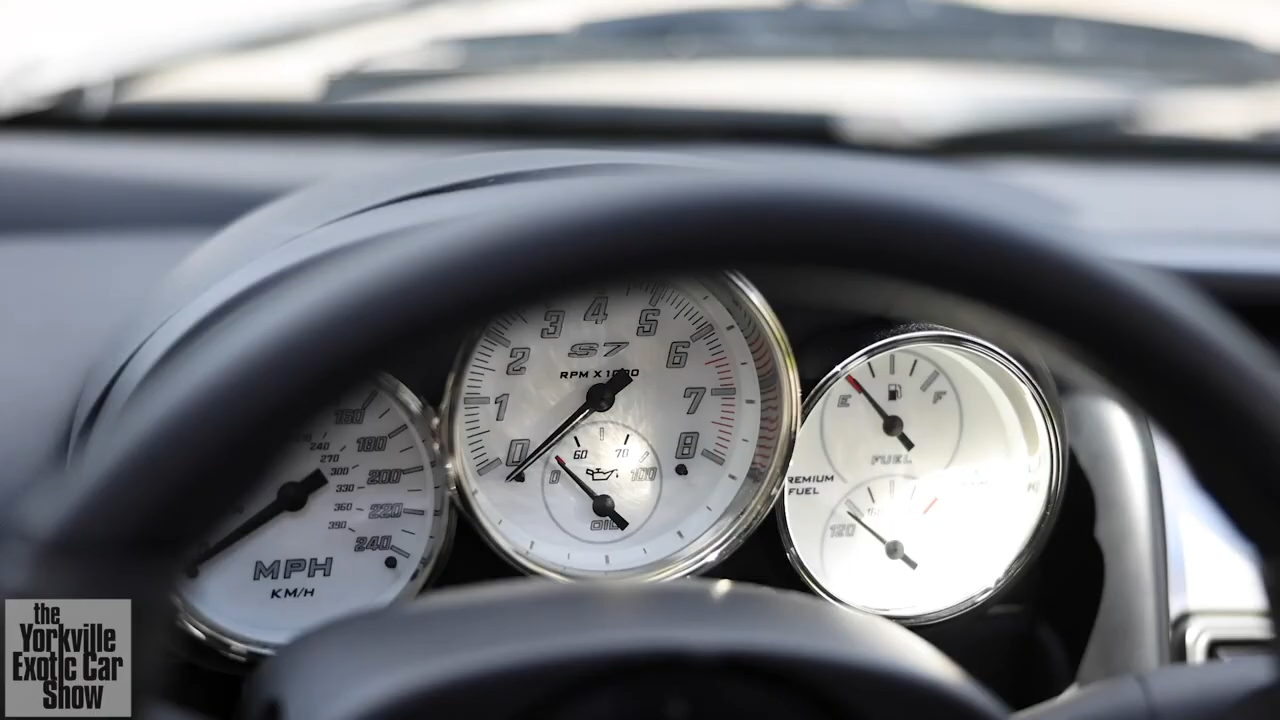 3 4 5
2 6
S7
RPM X 1000
1 7
0 8
60 70
0 100
OIL
150
180
240
270
200
300
330
220
360
390
240
MPH
KM/H
E F
FUEL
PREMIUM
FUEL
120
the
Yorkville
Exotic Car
Show